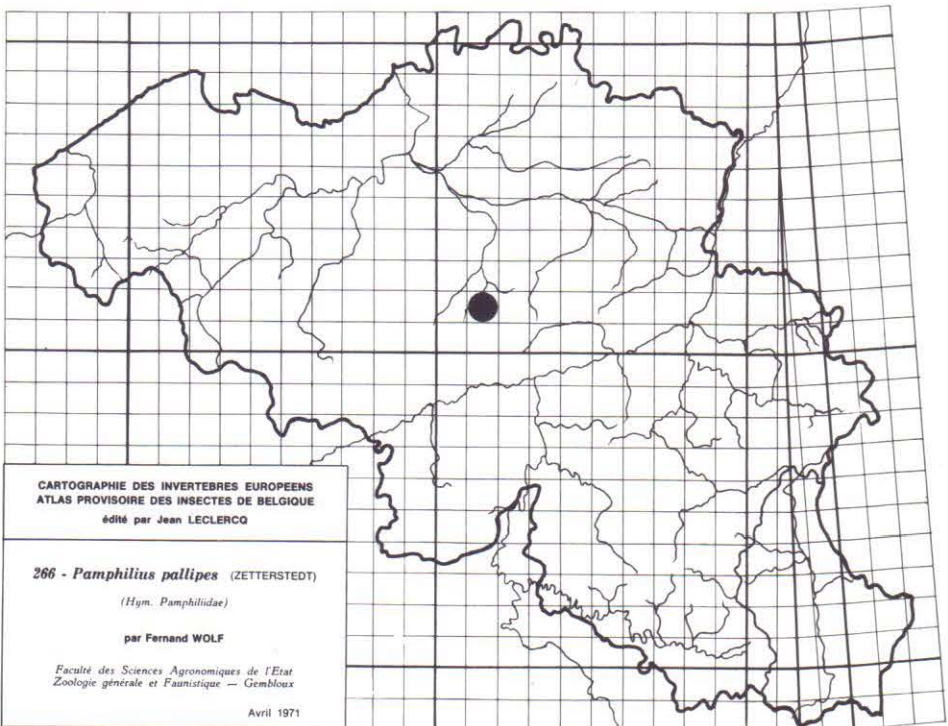 CARTOGRAPHIE DES INVERTEBRES EUROPEENS
ATLAS PROVISOIRE DES INSECTES DE BELGIQUE
édité par Jean LECLERCQ
266 - Pamphilius pallipes (ZETTERSTEDT)
(Hym. Pamphiliidae)
par Fernand WOLF
Faculté des Sciences Agronomiques de l'Etat
Zoologie générale et Faunistique — Gembloux
Avril 1971